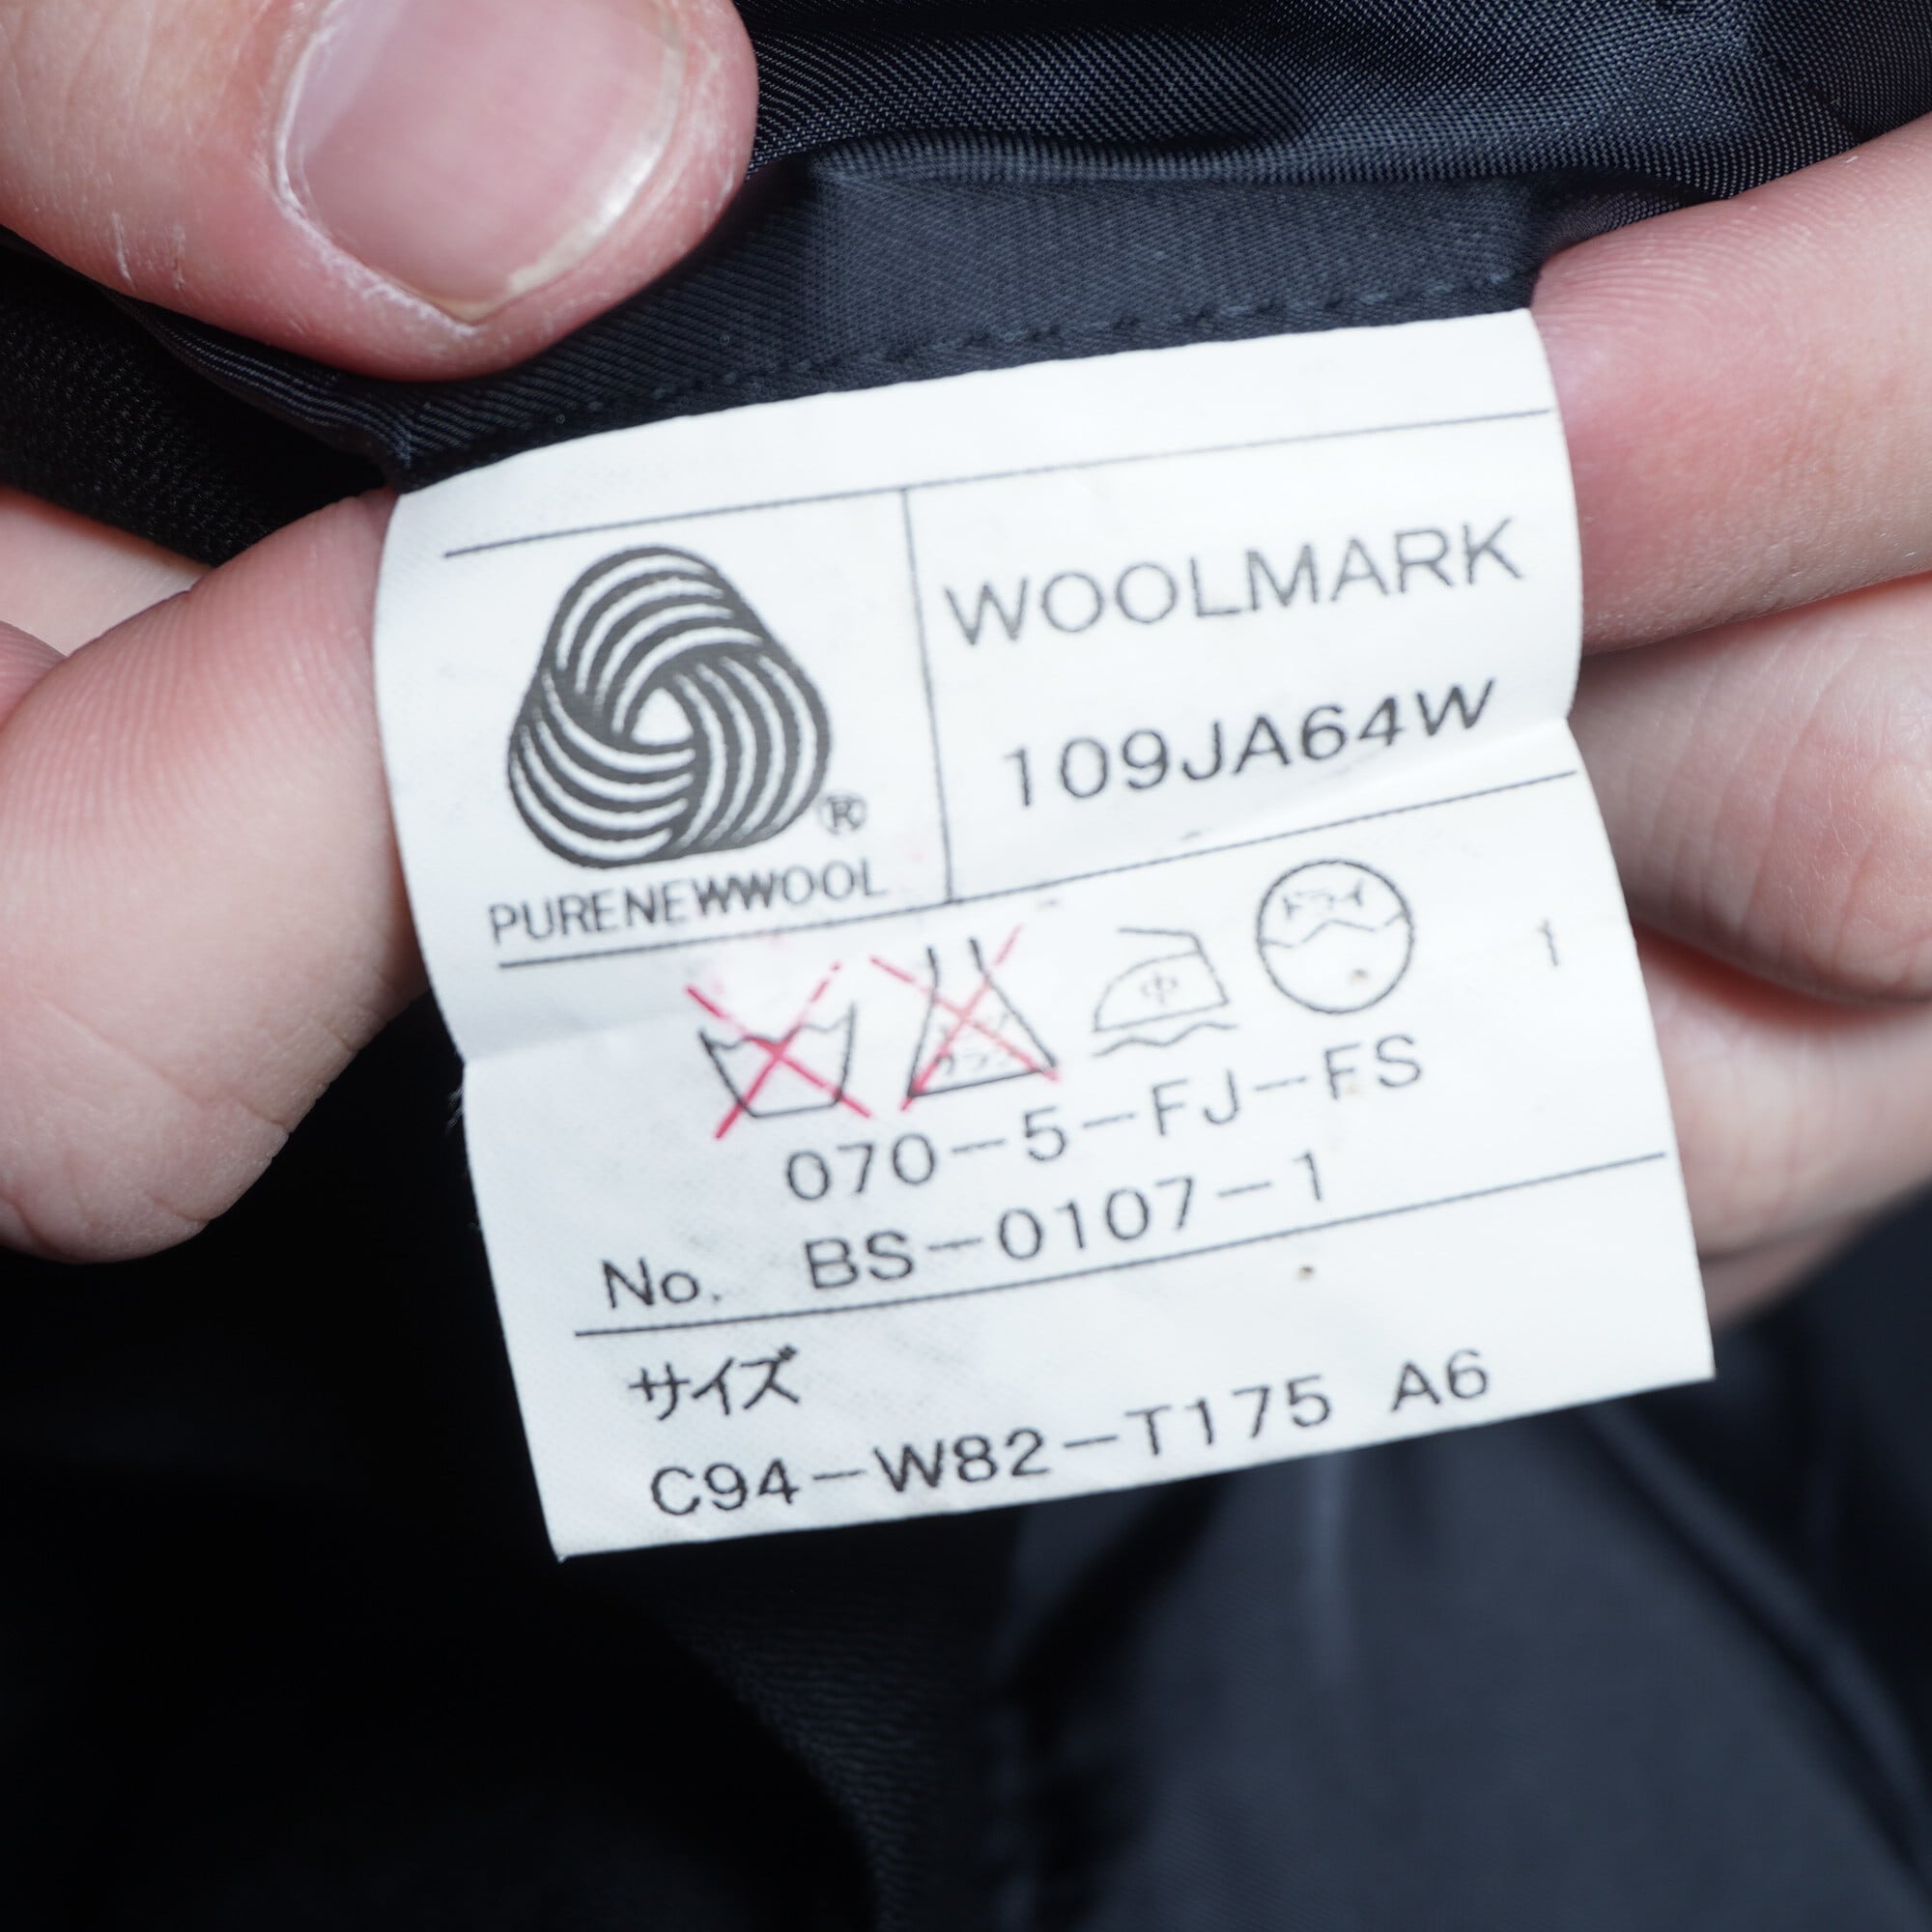 WOOLMARK
109JA64W
®
PURENEWWOOL
中
ドライ
1
070-5-FJ-FS
No. BS-0107-1
サイズ
C94-W82-T175 A6